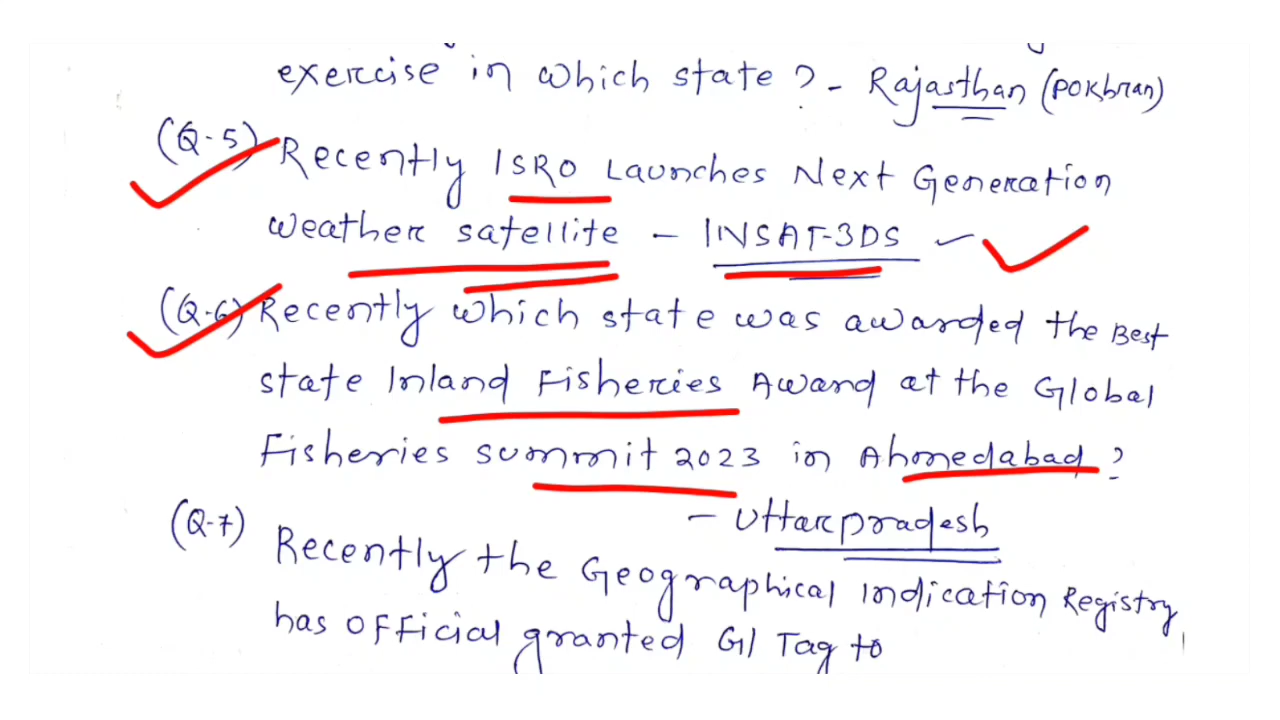 exercise in which state ? - Rajasthan (Pokhran)
(Q-5) Recently ISRO Launches Next Generation
weather satellite - INSAT-3DS
(Q-6) Recently which state was awarded the Best
state Inland Fisheries Award at the Global
Fisheries summit 2023 in Ahmedabad ?
- Uttarpradesh
(Q-7) Recently the Geographical Indication Registry
has official granted GI Tag to